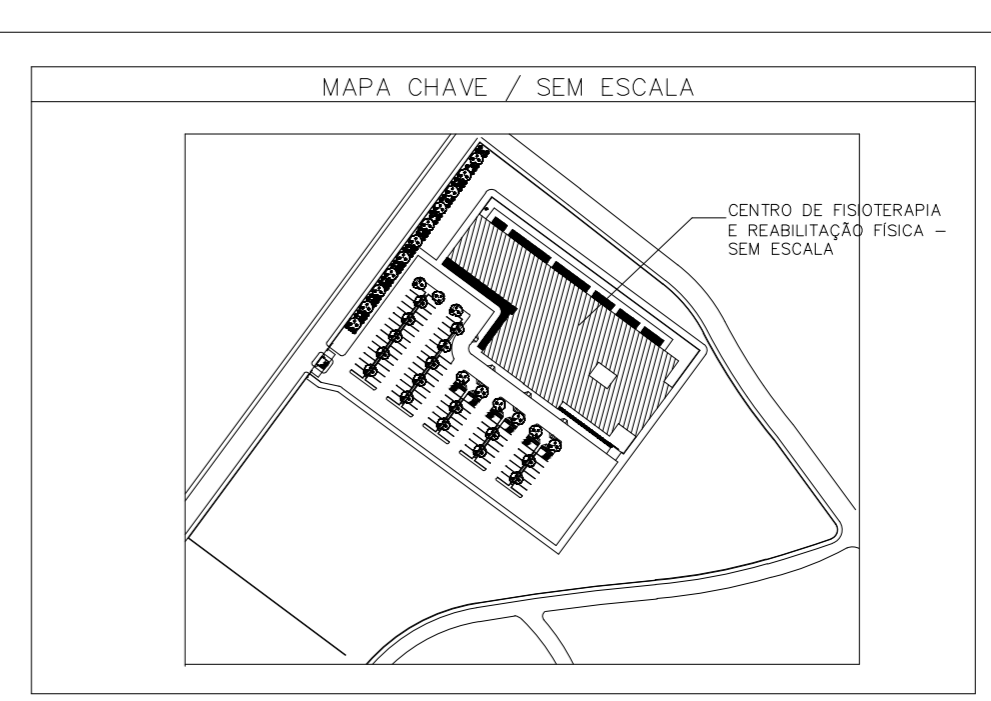 MAPA CHAVE / SEM ESCALA
CENTRO DE FISIOTERAPIA
E REABILITAÇÃO FÍSICA –
SEM ESCALA